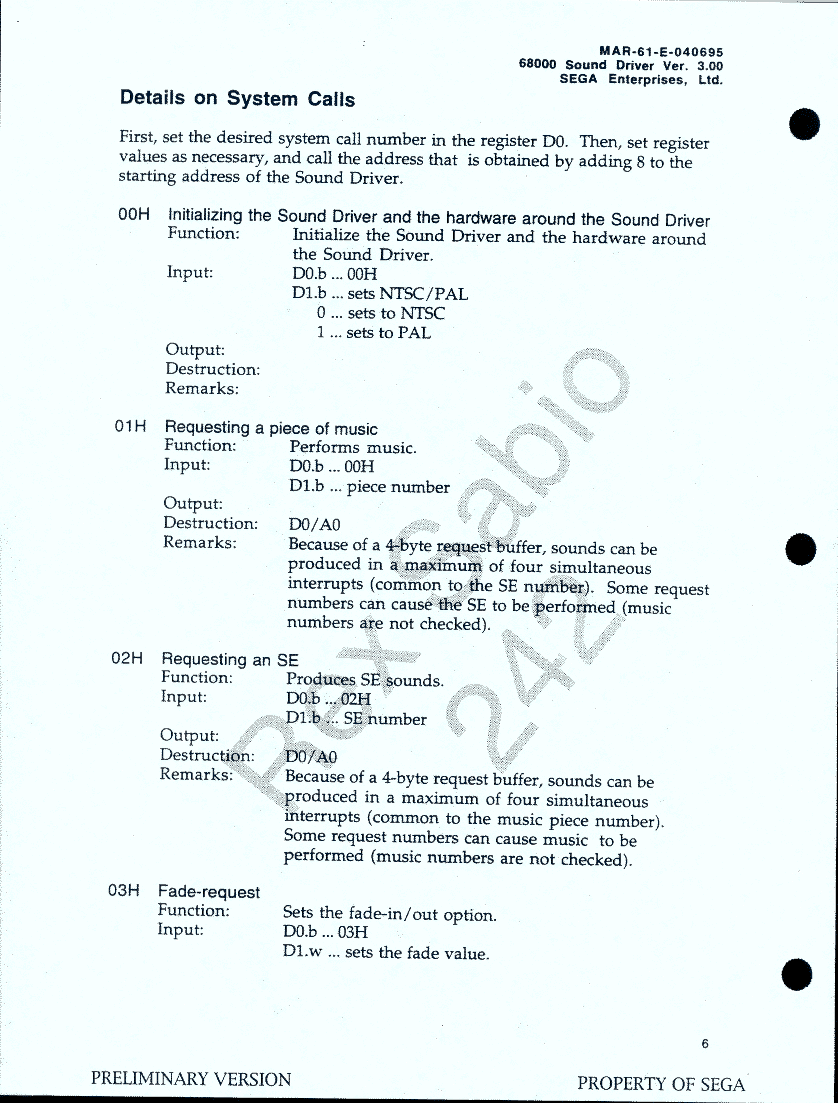 MAR-61-E-040695
68000 Sound Driver Ver. 3.00
SEGA Enterprises, Ltd.
Details on System Calls
First, set the desired system call number in the register D0. Then, set register
values as necessary, and call the address that is obtained by adding 8 to the
starting address of the Sound Driver.
00H Initializing the Sound Driver and the hardware around the Sound Driver
Function: Initialize the Sound Driver and the hardware around
the Sound Driver.
Input: D0.b ... 00H
D1.b ... sets NTSC/PAL
0 ... sets to NTSC
1 ... sets to PAL
Output:
Destruction:
Remarks:
01H Requesting a piece of music
Function: Performs music.
Input: D0.b ... 00H
D1.b ... piece number
Output:
Destruction: D0/A0
Remarks: Because of a 4-byte request buffer, sounds can be
produced in a maximum of four simultaneous
interrupts (common to the SE number). Some request
numbers can cause the SE to be performed (music
numbers are not checked).
02H Requesting an SE
Function: Produces SE sounds.
Input: D0.b ... 02H
D1.b ... SE number
Output:
Destruction: D0/A0
Remarks: Because of a 4-byte request buffer, sounds can be
produced in a maximum of four simultaneous
interrupts (common to the music piece number).
Some request numbers can cause music to be
performed (music numbers are not checked).
03H Fade-request
Function: Sets the fade-in/out option.
Input: D0.b ... 03H
D1.w ... sets the fade value.
Rex Sabio
242
6
PRELIMINARY VERSION PROPERTY OF SEGA